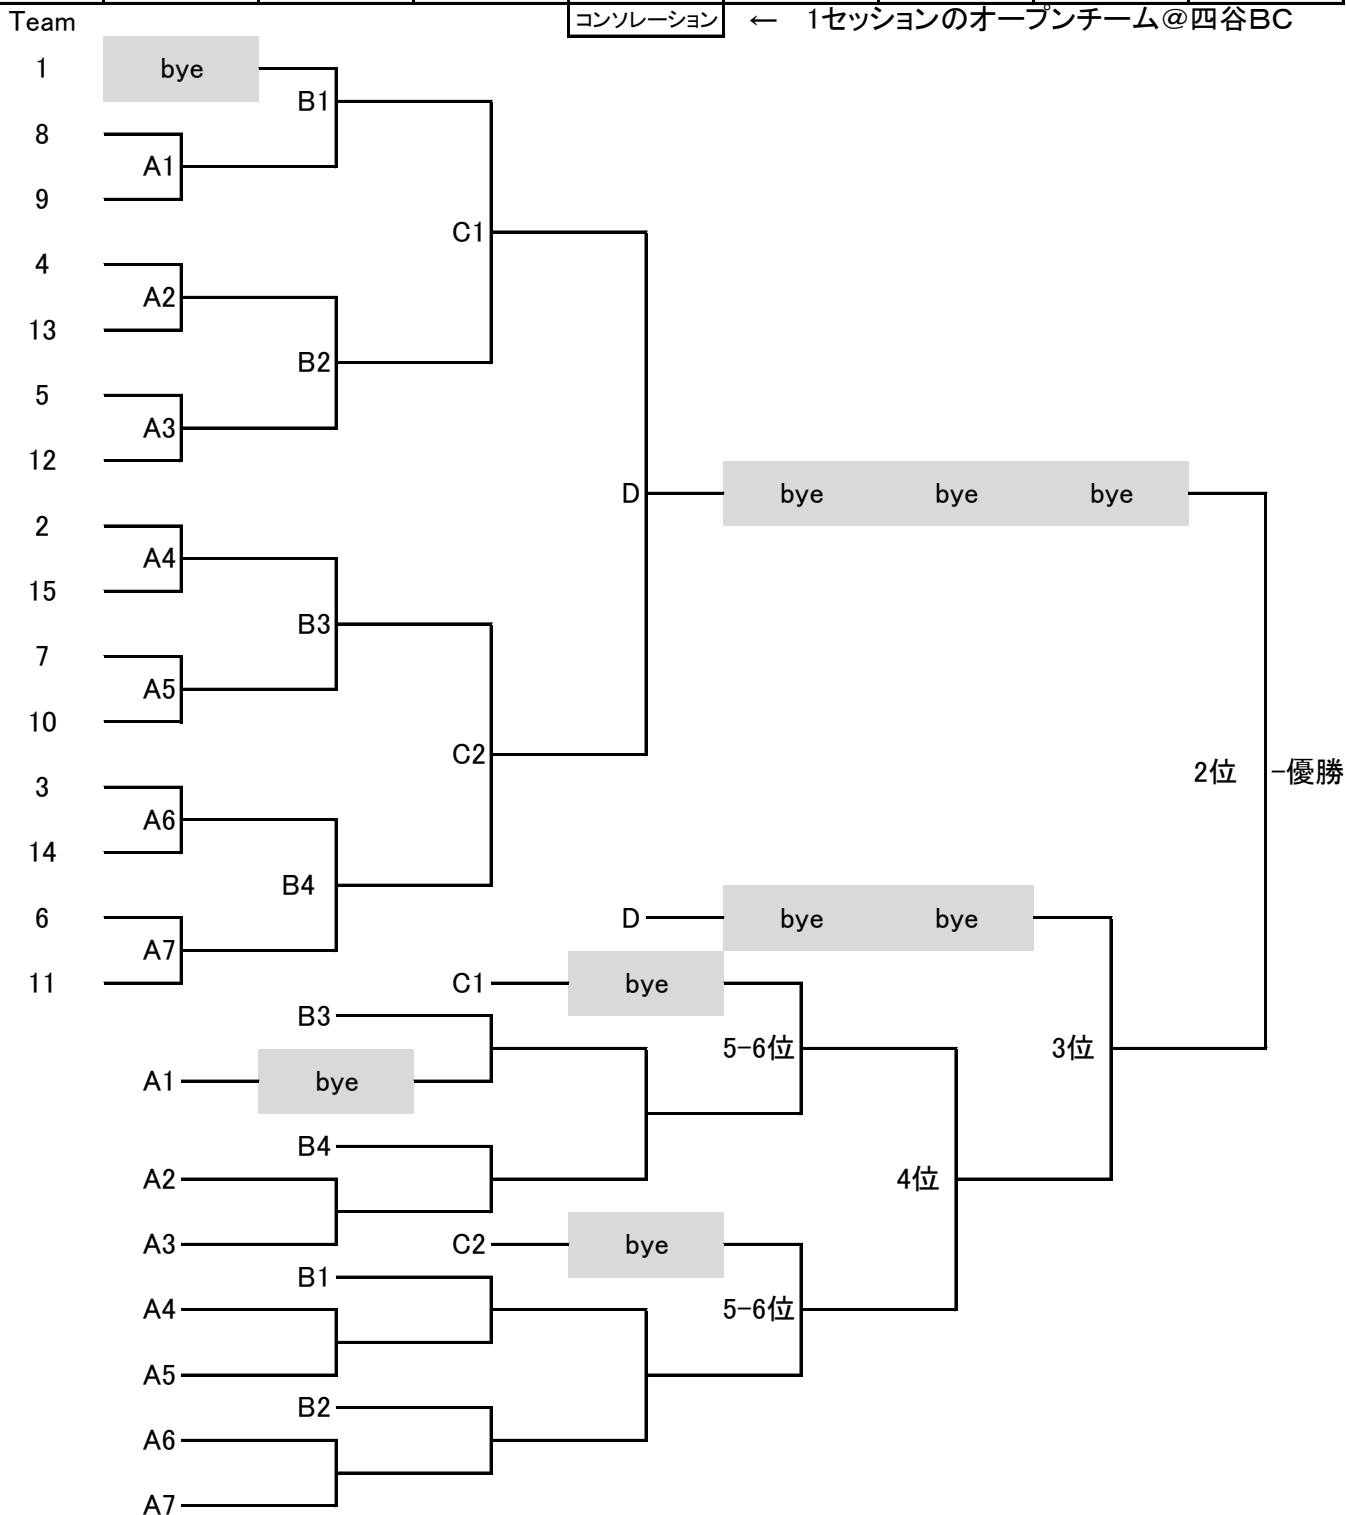 Team
コンソレーション ← 1セッションのオープンチーム＠四谷BC
1 bye
B1
8
A1
9
C1
4
A2
13
B2
5
A3
12
D bye bye bye
2
A4
15
B3
7
A5
10
C2
2位 -優勝
3
A6
14
B4
6
D bye bye
A7
11
C1 bye
B3
5-6位
3位
A1 bye
B4
A2
4位
A3
C2 bye
B1
A4
5-6位
A5
B2
A6
A7